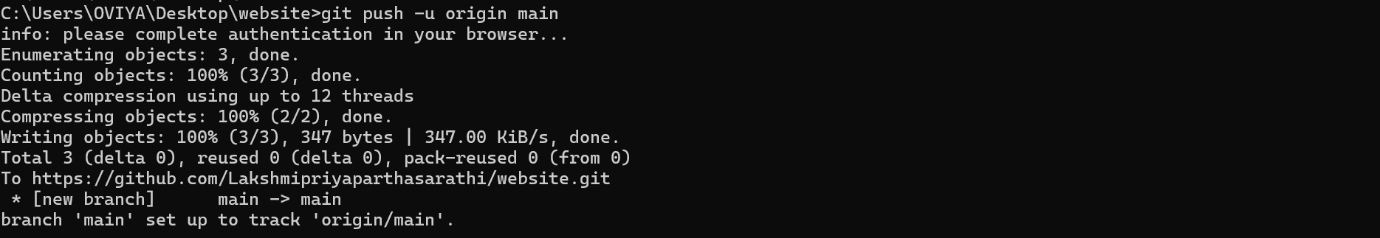 C:\Users\OVIYA\Desktop\website>git push -u origin main
info: please complete authentication in your browser...
Enumerating objects: 3, done.
Counting objects: 100% (3/3), done.
Delta compression using up to 12 threads
Compressing objects: 100% (2/2), done.
Writing objects: 100% (3/3), 347 bytes | 347.00 KiB/s, done.
Total 3 (delta 0), reused 0 (delta 0), pack-reused 0 (from 0)
To https://github.com/Lakshmipriyaparthasarathi/website.git
 * [new branch]      main -> main
branch 'main' set up to track 'origin/main'.